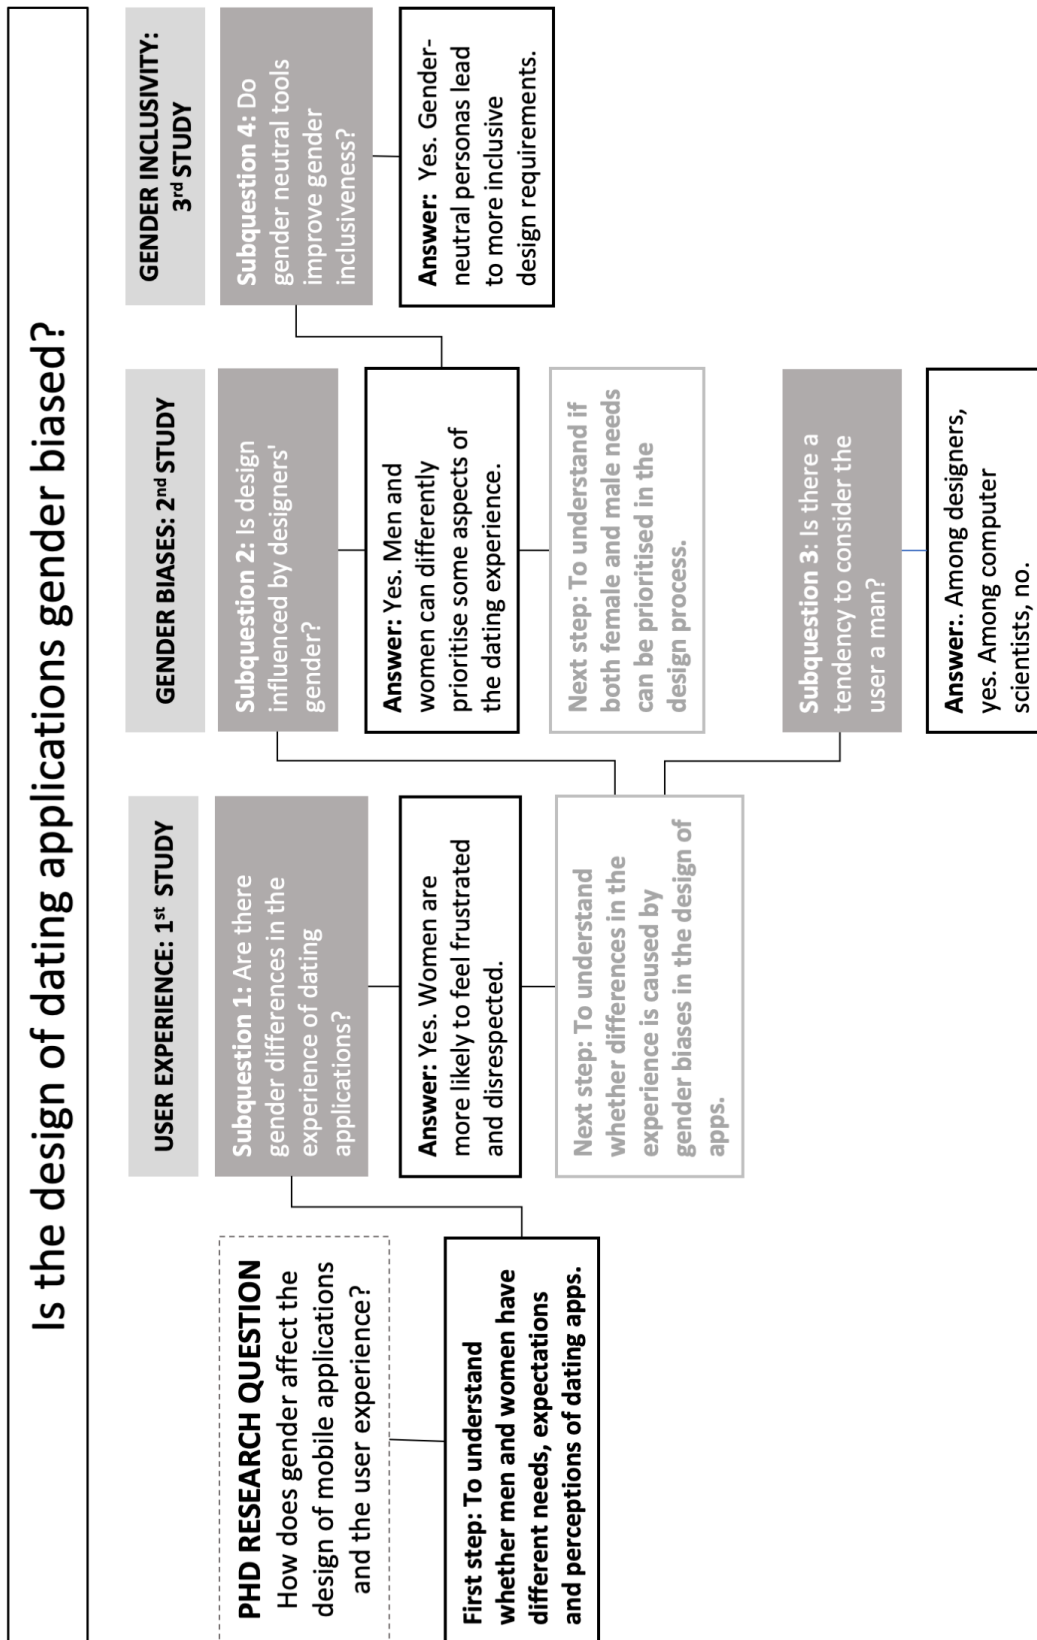 Is the design of dating applications gender biased?
PHD RESEARCH QUESTION
How does gender affect the
design of mobile applications
and the user experience?
First step: To understand
whether men and women have
different needs, expectations
and perceptions of dating apps.
USER EXPERIENCE: 1st STUDY
Subquestion 1: Are there
gender differences in the
experience of dating
applications?
Answer: Yes. Women are
more likely to feel frustrated
and disrespected.
Next step: To understand
whether differences in the
experience is caused by
gender biases in the design of
apps.
GENDER BIASES: 2nd STUDY
Subquestion 2: Is design
influenced by designers'
gender?
Answer: Yes. Men and
women can differently
prioritise some aspects of
the dating experience.
Next step: To understand if
both female and male needs
can be prioritised in the
design process.
Subquestion 3: Is there a
tendency to consider the
user a man?
Answer:. Among designers,
yes. Among computer
scientists, no.
GENDER INCLUSIVITY:
3rd STUDY
Subquestion 4: Do
gender neutral tools
improve gender
inclusiveness?
Answer: Yes. Gender-
neutral personas lead
to more inclusive
design requirements.